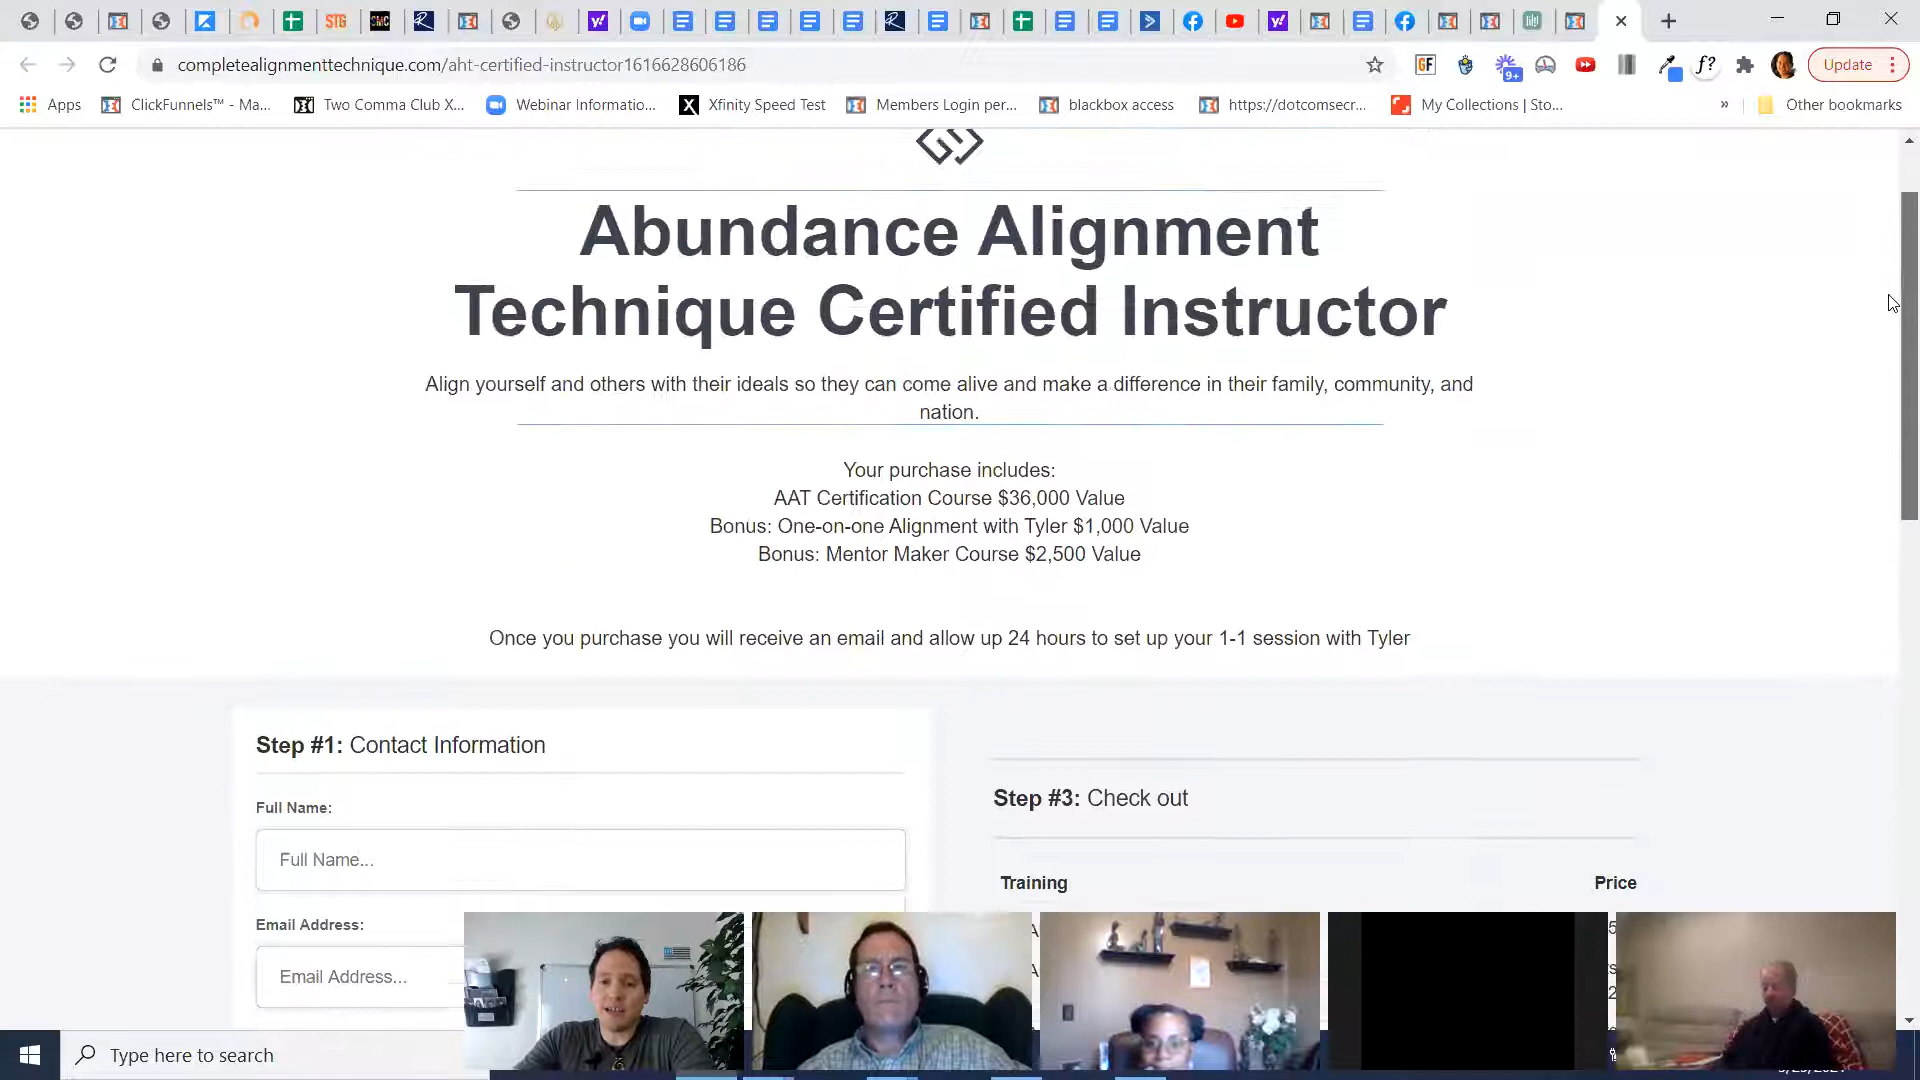 STG
SMC
completealignmenttechnique.com/aht-certified-instructor1616628606186
GF
9+
f?
Update
Apps
ClickFunnels™ - Ma...
Two Comma Club X...
Webinar Informatio...
Xfinity Speed Test
Members Login per...
blackbox access
https://dotcomsecr...
My Collections | Sto...
»
Other bookmarks
Abundance Alignment
Technique Certified Instructor
Align yourself and others with their ideals so they can come alive and make a difference in their family, community, and
nation.
Your purchase includes:
AAT Certification Course $36,000 Value
Bonus: One-on-one Alignment with Tyler $1,000 Value
Bonus: Mentor Maker Course $2,500 Value
Once you purchase you will receive an email and allow up 24 hours to set up your 1-1 session with Tyler
Step #1: Contact Information
Full Name:
Full Name...
Email Address:
Email Address...
Step #3: Check out
Training Price
Type here to search